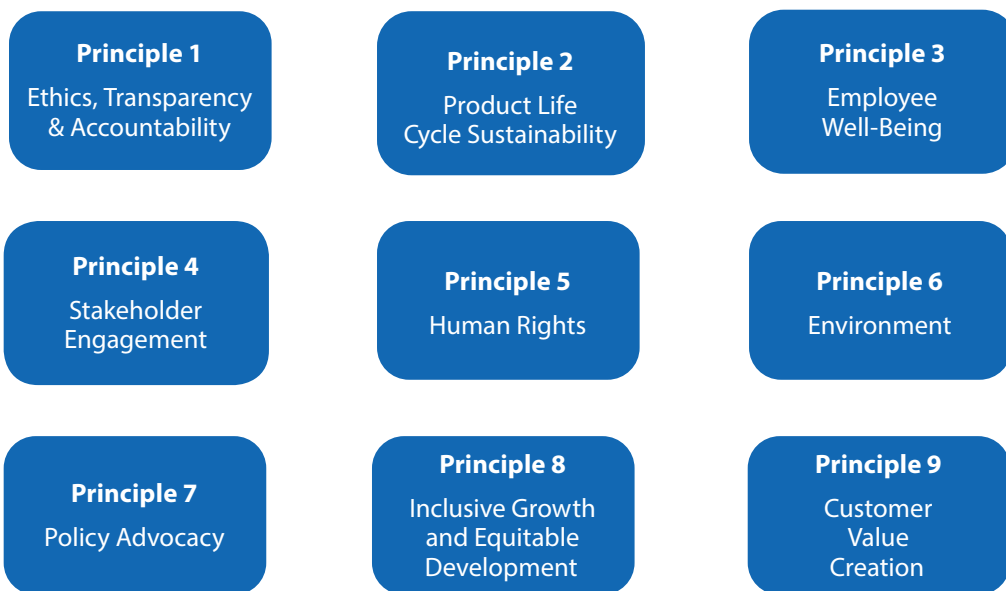 Principle 1
Ethics, Transparency
& Accountability
Principle 2
Product Life
Cycle Sustainability
Principle 3
Employee
Well-Being
Principle 4
Stakeholder
Engagement
Principle 5
Human Rights
Principle 6
Environment
Principle 7
Policy Advocacy
Principle 8
Inclusive Growth
and Equitable
Development
Principle 9
Customer
Value
Creation